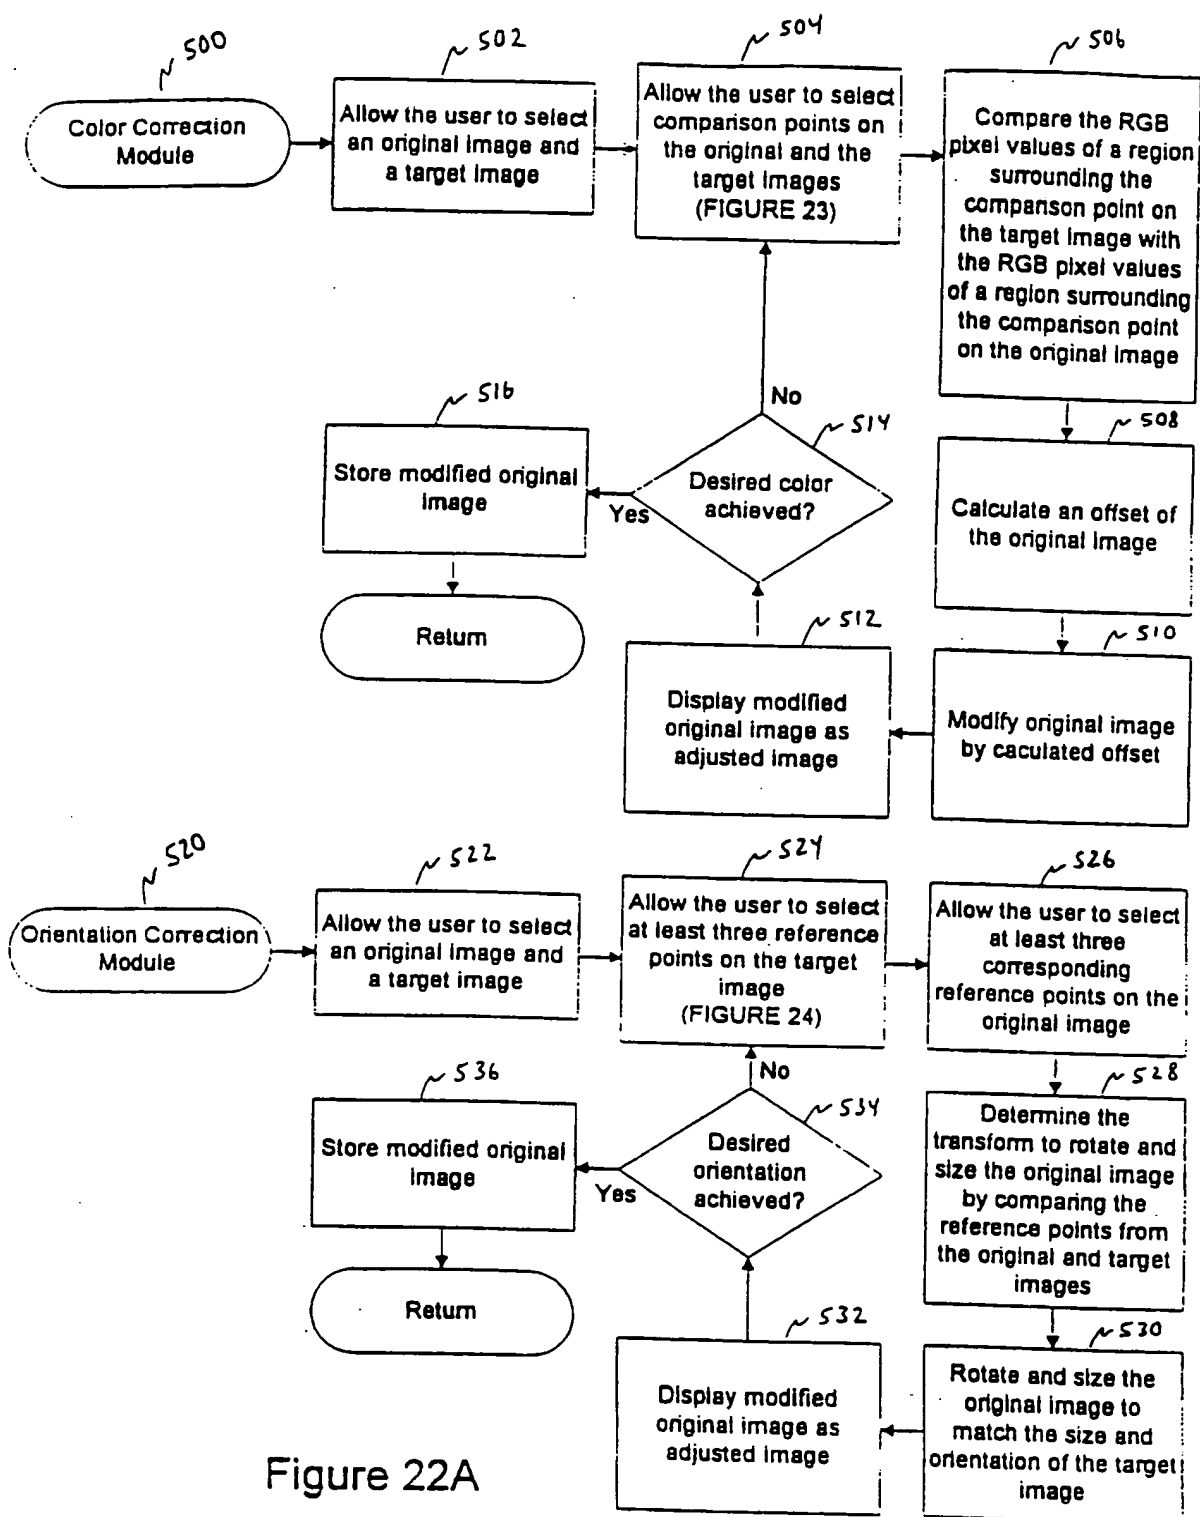 500
Color Correction
Module
502
Allow the user to select
an original image and
a target image
504
Allow the user to select
comparison points on
the original and the
target images
(FIGURE 23)
506
Compare the RGB
pixel values of a region
surrounding the
comparison point on
the target image with
the RGB pixel values
of a region surrounding
the comparison point
on the original image
508
Calculate an offset of
the original image
510
Modify original image
by caculated offset
512
Display modified
original image as
adjusted image
514
Desired color
achieved?
No
Yes
516
Store modified original
image
Return
520
Orientation Correction
Module
522
Allow the user to select
an original image and
a target image
524
Allow the user to select
at least three reference
points on the target
image
(FIGURE 24)
526
Allow the user to select
at least three
corresponding
reference points on the
original image
528
Determine the
transform to rotate and
size the original image
by comparing the
reference points from
the original and target
images
530
Rotate and size the
original image to
match the size and
orientation of the target
image
532
Display modified
original image as
adjusted image
534
Desired
orientation
achieved?
No
Yes
536
Store modified original
image
Return
Figure 22A